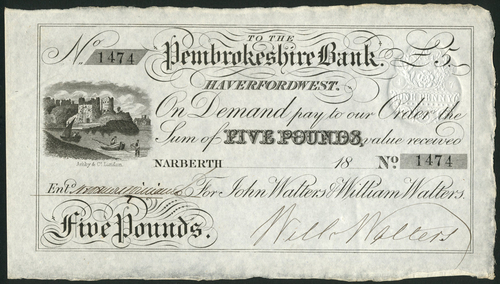 TO THE
No. 1474 Pembrokeshire Bank. £5
HAVERFORDWEST.
On Demand pay to our Order the
Sum of FIVE POUNDS, value received
NARBERTH 18 No. 1474
Ashby & Co. London.
Entd. For John Walters & William Walters.
Five Pounds. Will Walters